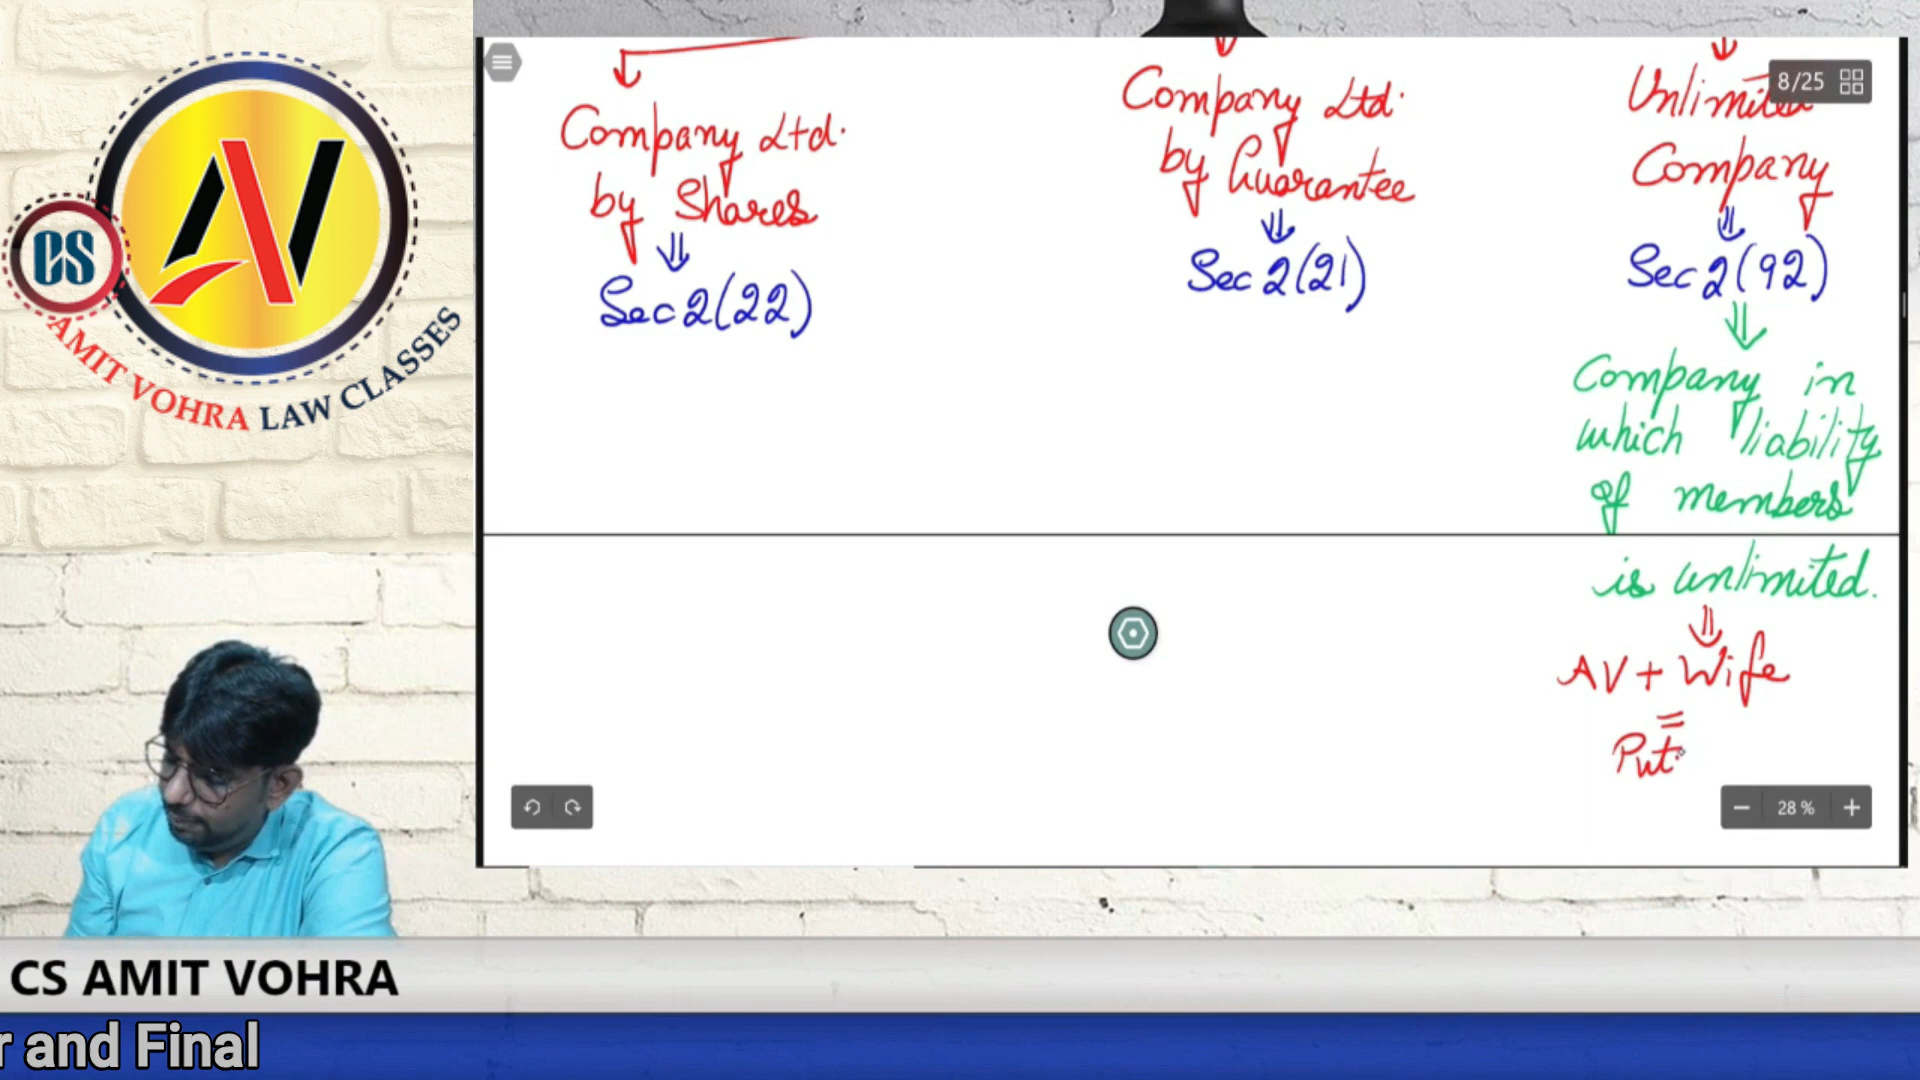 AV
CS
AMIT VOHRA LAW CLASSES
8/25
Company Ltd.
by Shares
Sec 2(22)
Company Ltd.
by Guarantee
Sec 2(21)
Unlimited
Company
Sec 2(92)
Company in
which liability
of members
is unlimited.
AV + Wife
=
Put
28 %
CS AMIT VOHRA
r and Final